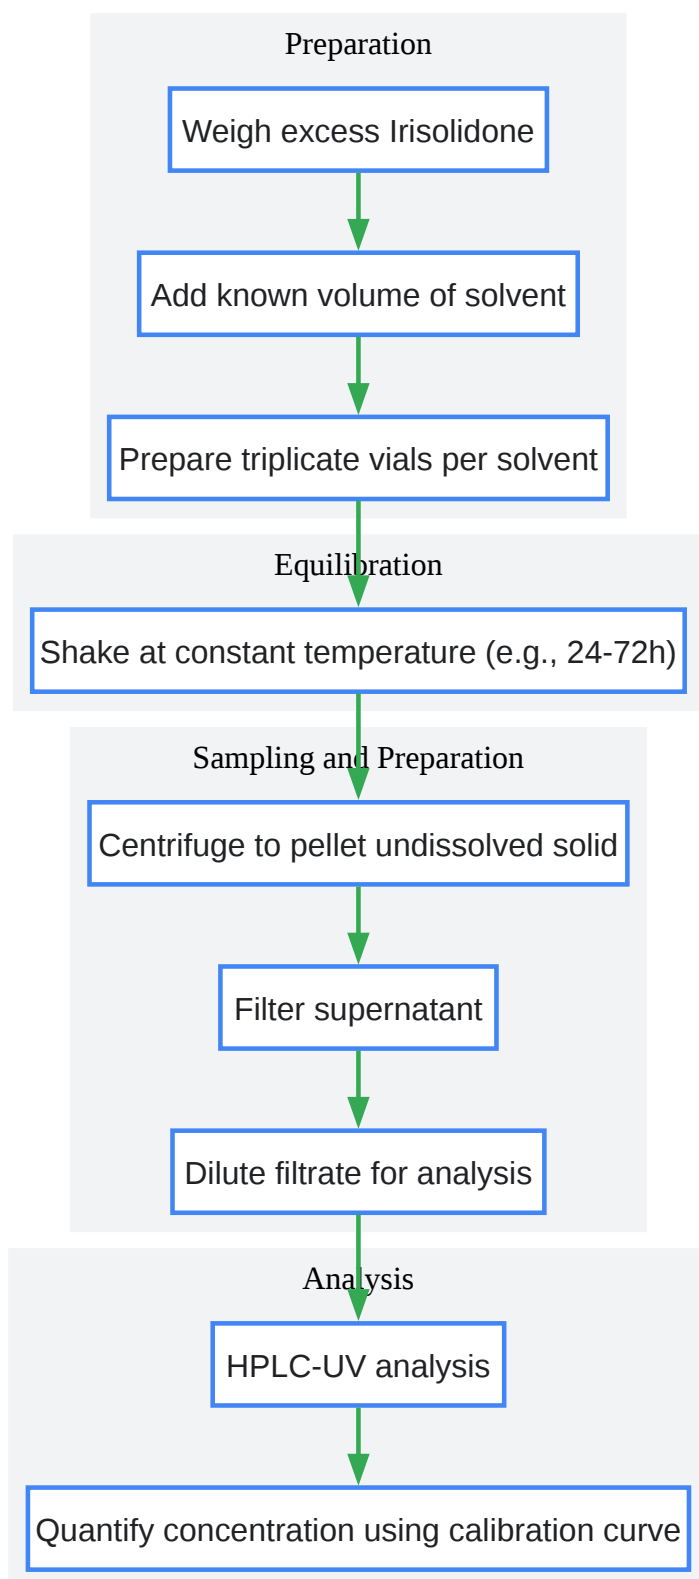 Preparation
Weigh excess Irisolidone
Add known volume of solvent
Prepare triplicate vials per solvent
Equilibration
Shake at constant temperature (e.g., 24-72h)
Sampling and Preparation
Centrifuge to pellet undissolved solid
Filter supernatant
Dilute filtrate for analysis
Analysis
HPLC-UV analysis
Quantify concentration using calibration curve